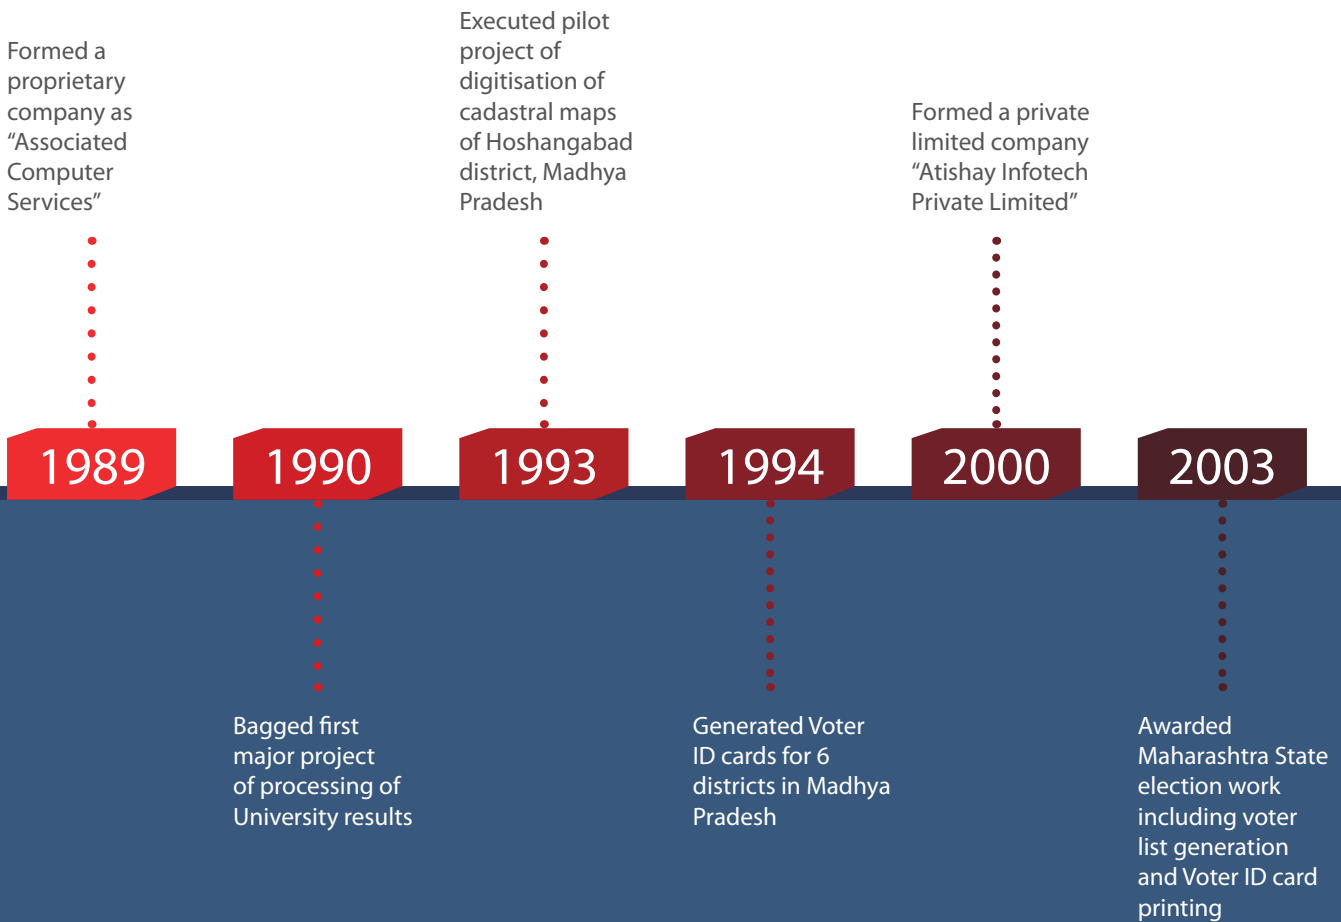 Formed a
proprietary
company as
“Associated
Computer
Services”
Executed pilot
project of
digitisation of
cadastral maps
of Hoshangabad
district, Madhya
Pradesh
Formed a private
limited company
“Atishay Infotech
Private Limited”
1989
1990
1993
1994
2000
2003
Bagged first
major project
of processing of
University results
Generated Voter
ID cards for 6
districts in Madhya
Pradesh
Awarded
Maharashtra State
election work
including voter
list generation
and Voter ID card
printing